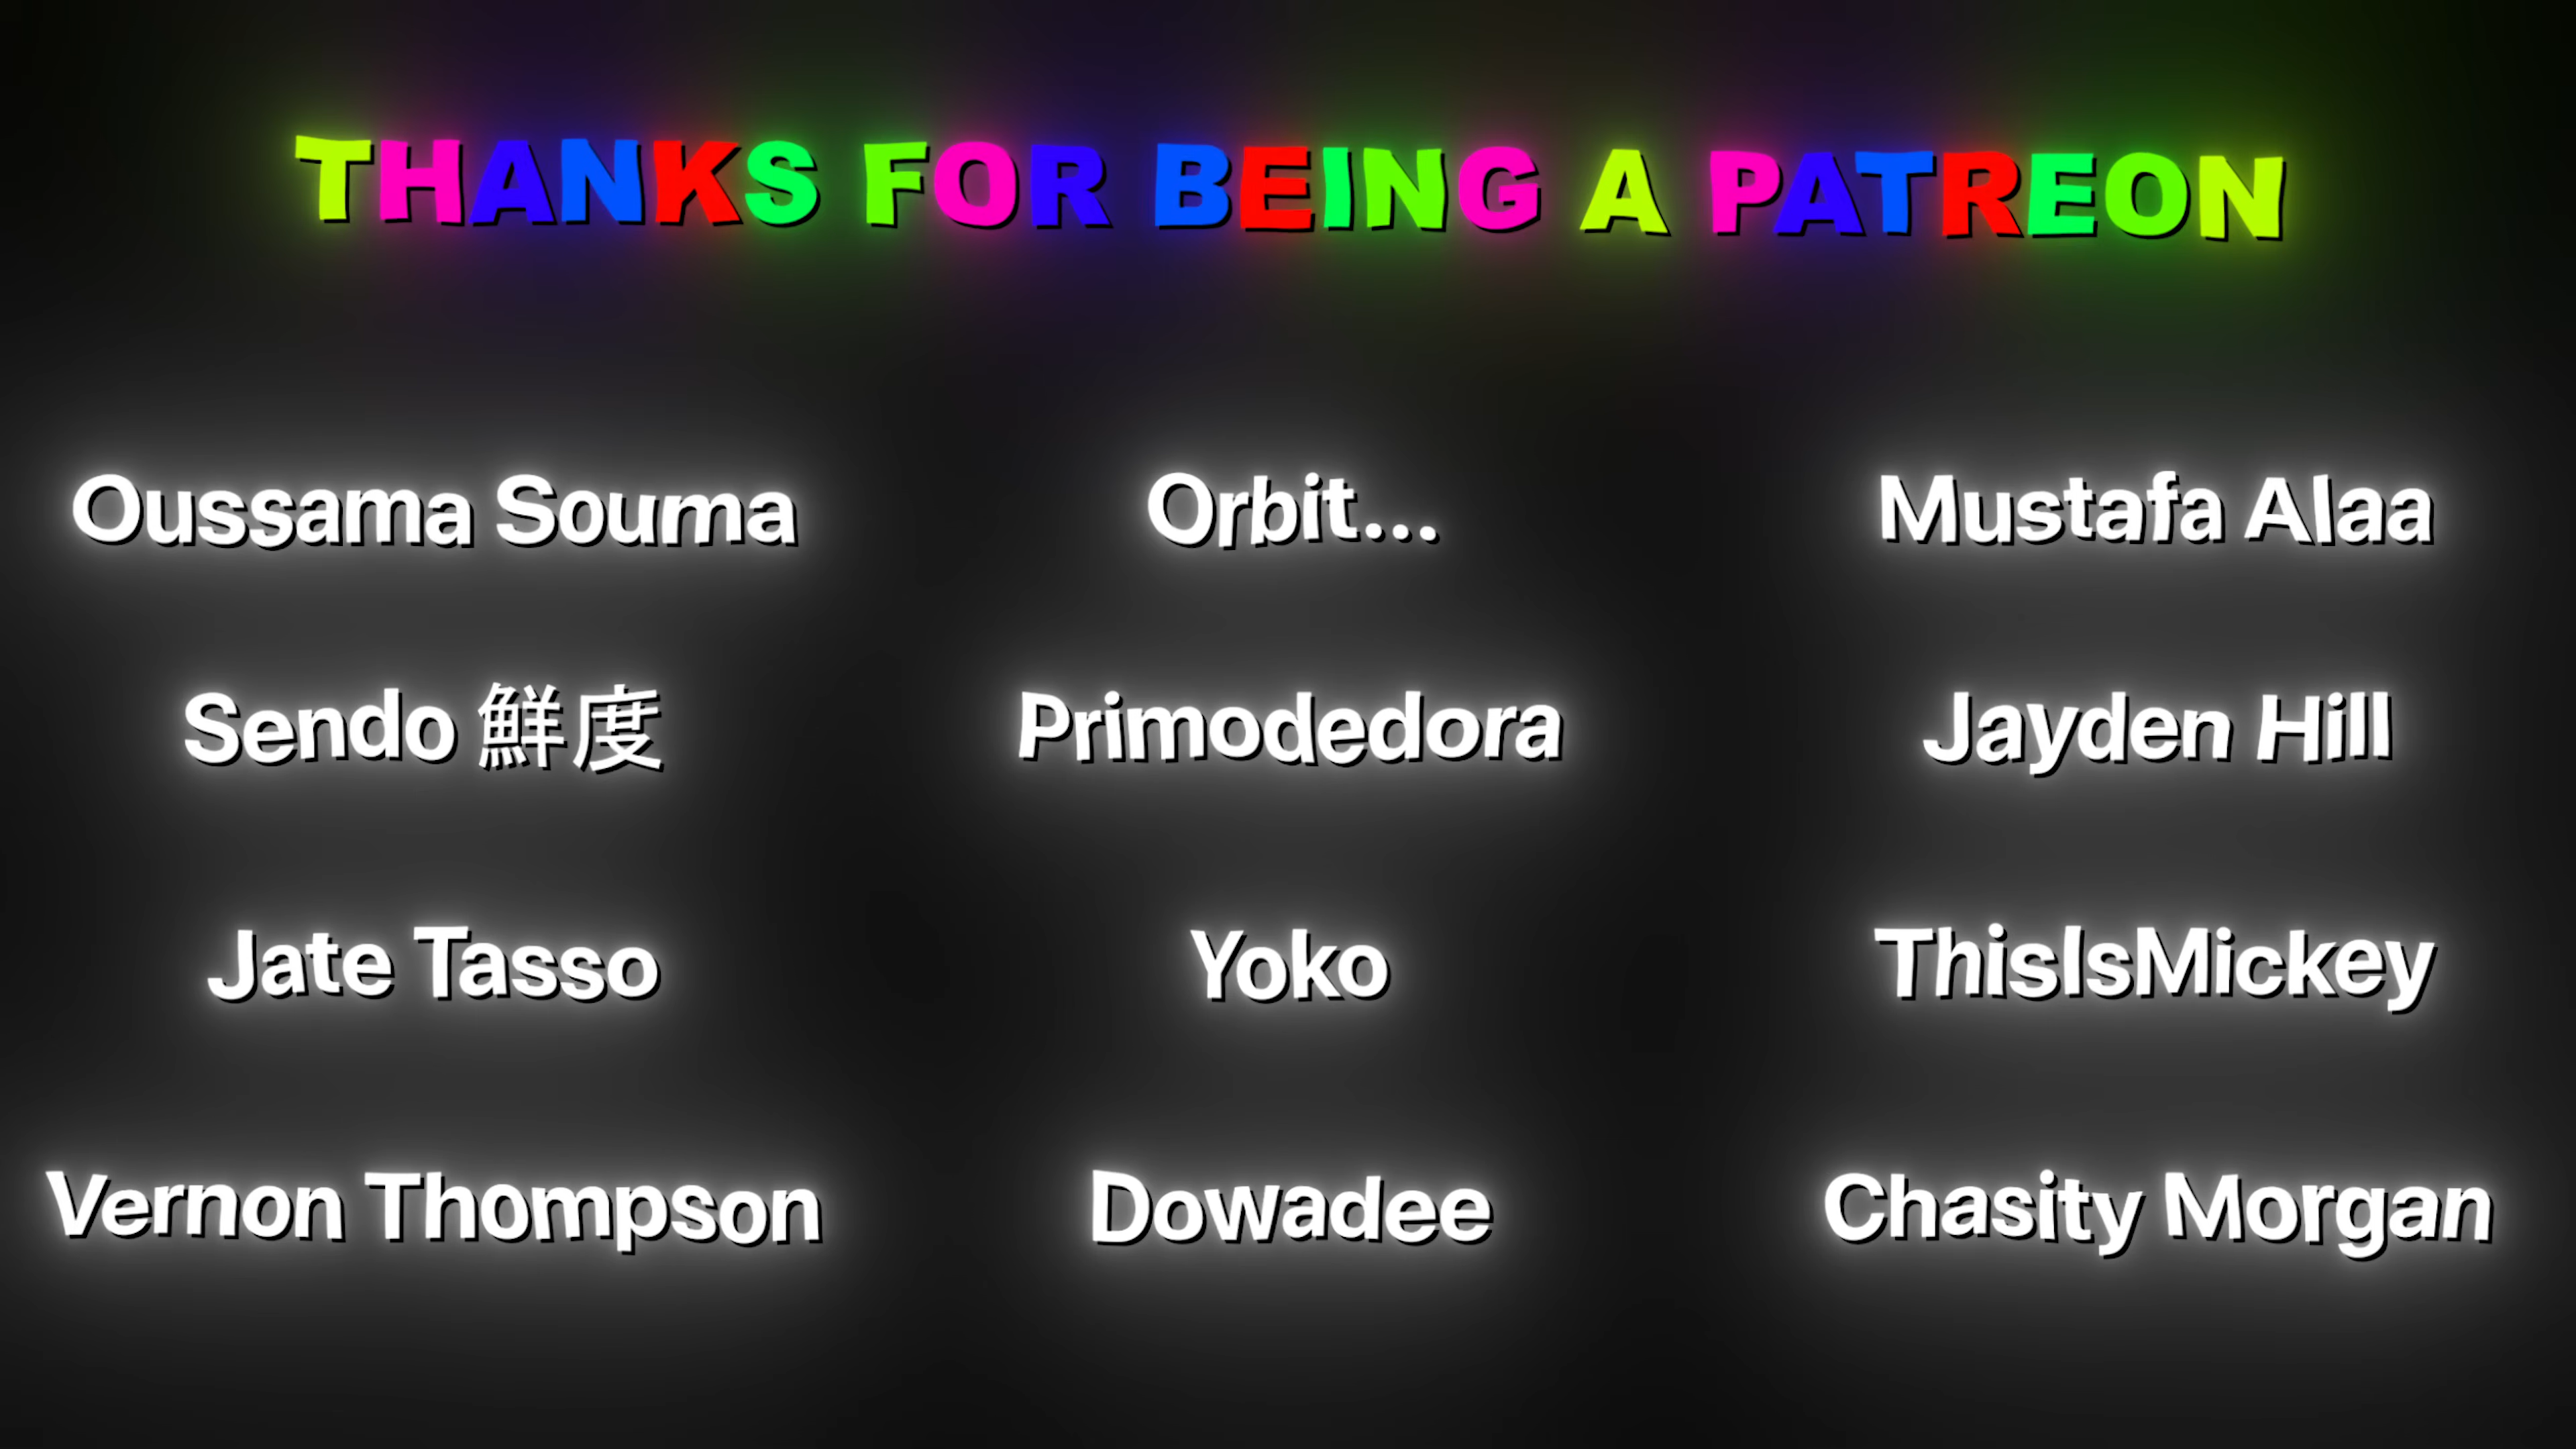 THANKS FOR BEING A PATREON
Oussama Souma Orbit... Mustafa Alaa
Sendo 鮮度 Primodedora Jayden Hill
Jate Tasso Yoko ThisIsMickey
Vernon Thompson Dowadee Chasity Morgan